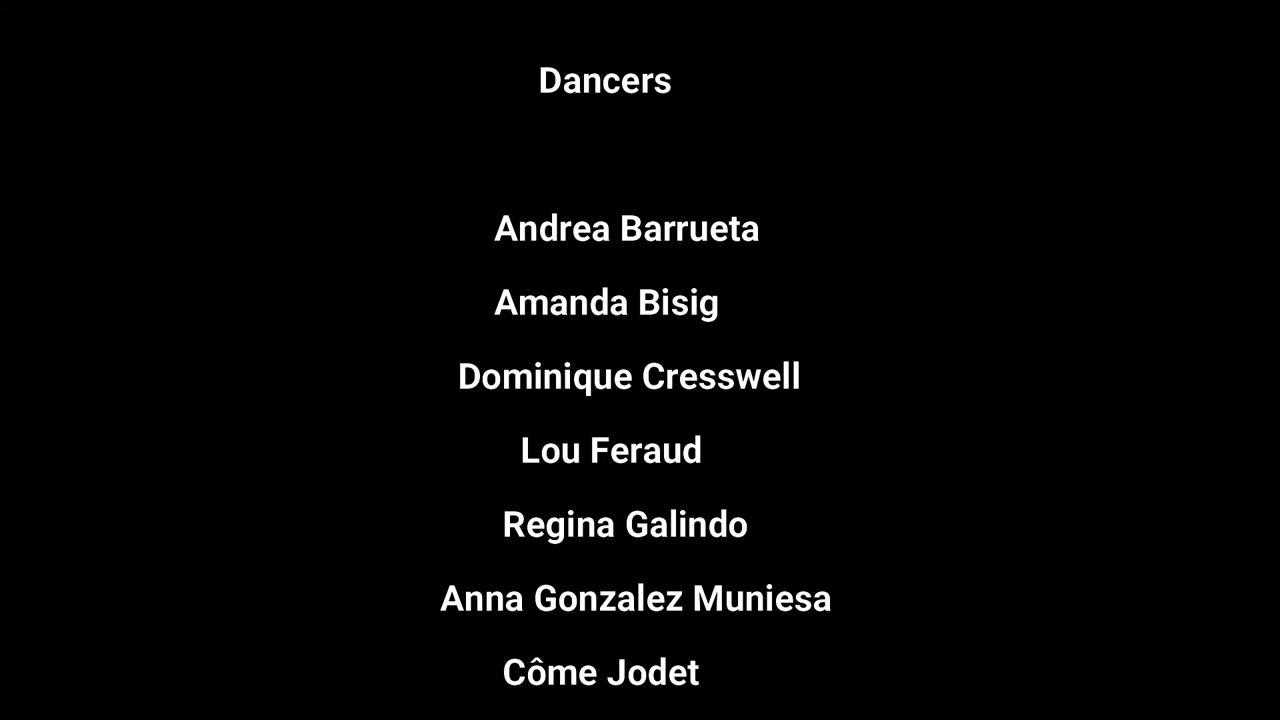 Dancers
Andrea Barrueta
Amanda Bisig
Dominique Cresswell
Lou Feraud
Regina Galindo
Anna Gonzalez Muniesa
Côme Jodet